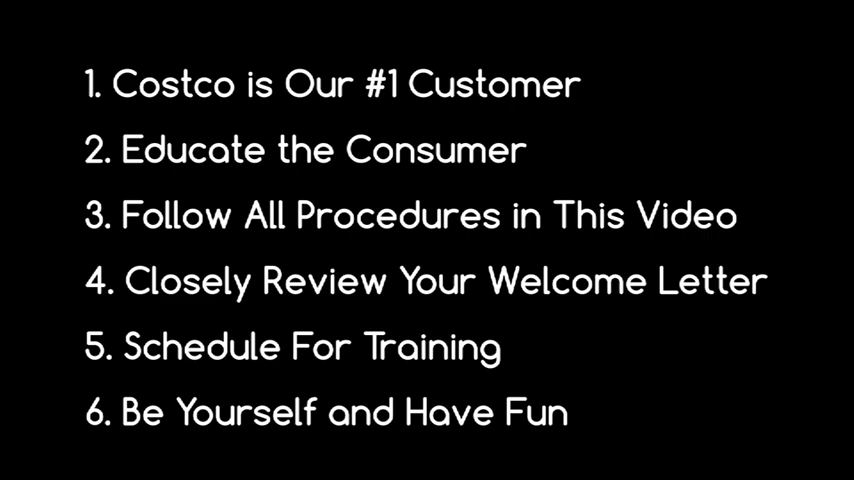 1. Costco is Our #1 Customer
2. Educate the Consumer
3. Follow All Procedures in This Video
4. Closely Review Your Welcome Letter
5. Schedule For Training
6. Be Yourself and Have Fun